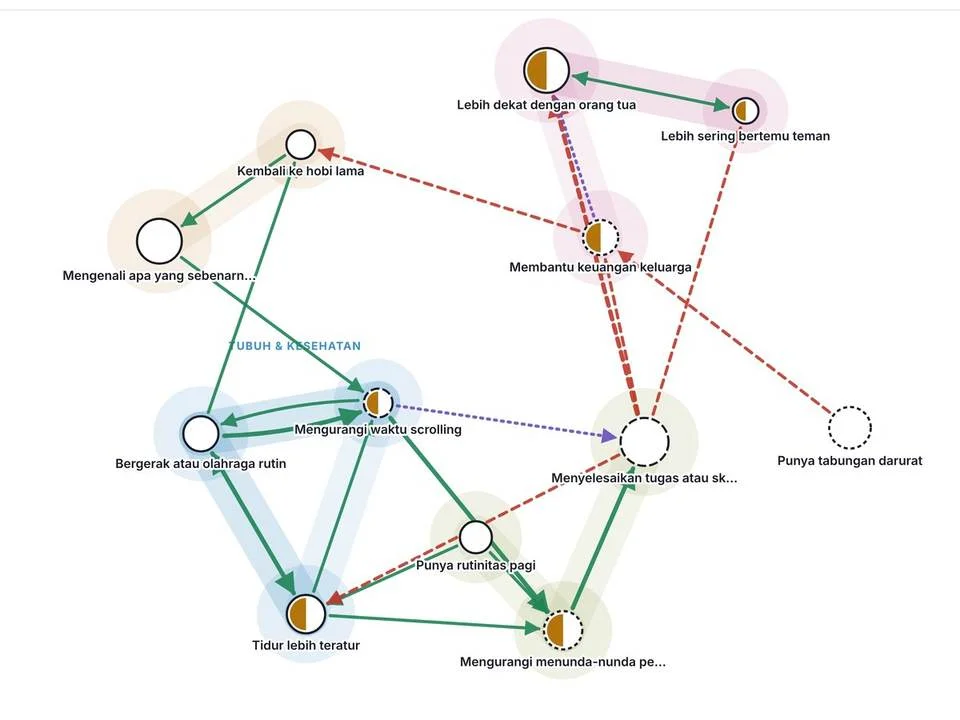 Lebih dekat dengan orang tua
Lebih sering bertemu teman
Kembali ke hobi lama
Mengenali apa yang sebenarn...
Membantu keuangan keluarga
TUBUH & KESEHATAN
Mengurangi waktu scrolling
Bergerak atau olahraga rutin
Punya tabungan darurat
Menyelesaikan tugas atau sk...
Punya rutinitas pagi
Tidur lebih teratur
Mengurangi menunda-nunda pe...